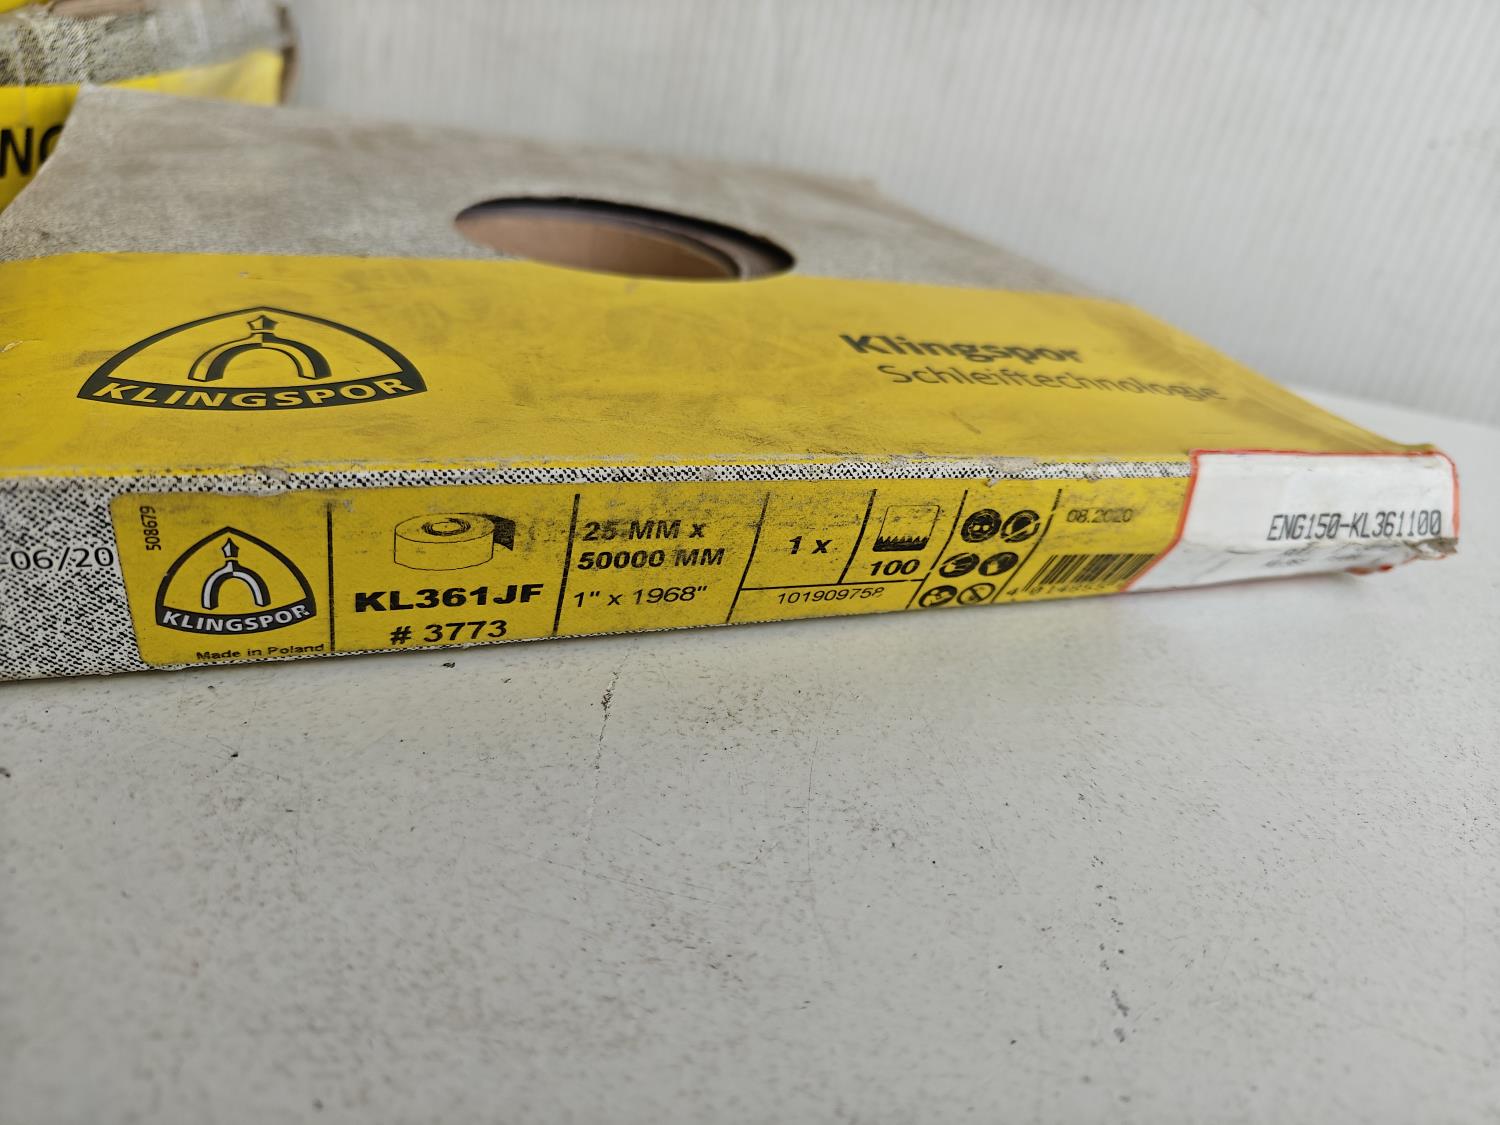 KLINGSPOR
Klingspor
Schleiftechnologie
-06/20
508679
KLINGSPOR
Made in Poland
KL361JF
# 3773
25 MM x
50000 MM
1" x 1968"
1 x
100
08.2020
ENG150-KL361100